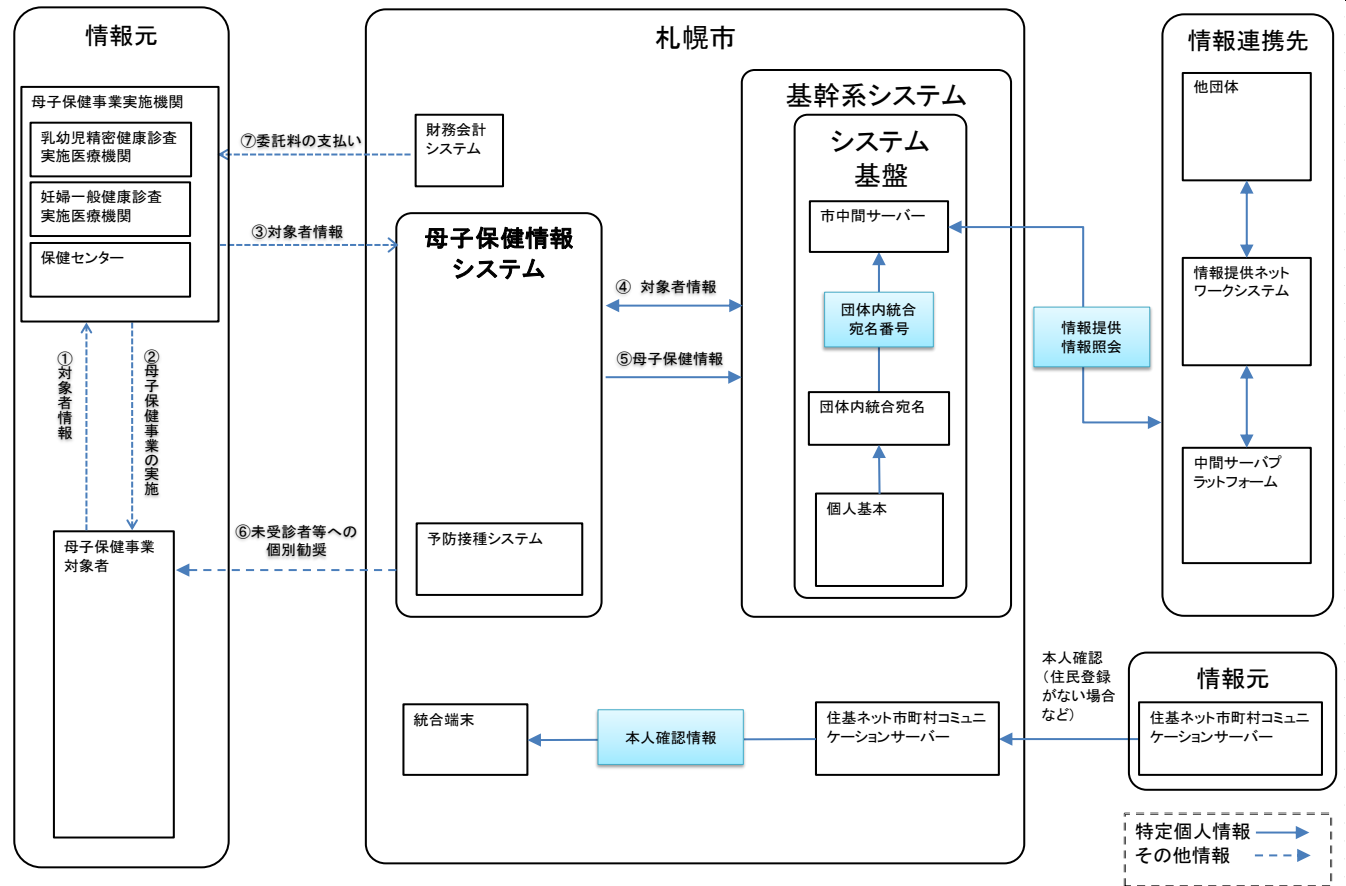 情報元
母子保健事業実施機関
乳幼児精密健康診査
実施医療機関
妊婦一般健康診査
実施医療機関
保健センター
①対象者情報
②母子保健事業の実施
母子保健事業
対象者
⑦委託料の支払い
③対象者情報
⑥未受診者等への
個別勧奨
札幌市
財務会計
システム
母子保健情報
システム
予防接種システム
④ 対象者情報
⑤母子保健情報
基幹系システム
システム
基盤
市中間サーバー
団体内統合
宛名番号
団体内統合宛名
個人基本
情報提供
情報照会
情報連携先
他団体
情報提供ネット
ワークシステム
中間サーバプ
ラットフォーム
統合端末
本人確認情報
住基ネット市町村コミュニ
ケーションサーバー
本人確認
（住民登録
がない場合
など）
情報元
住基ネット市町村コミュニ
ケーションサーバー
特定個人情報
その他情報